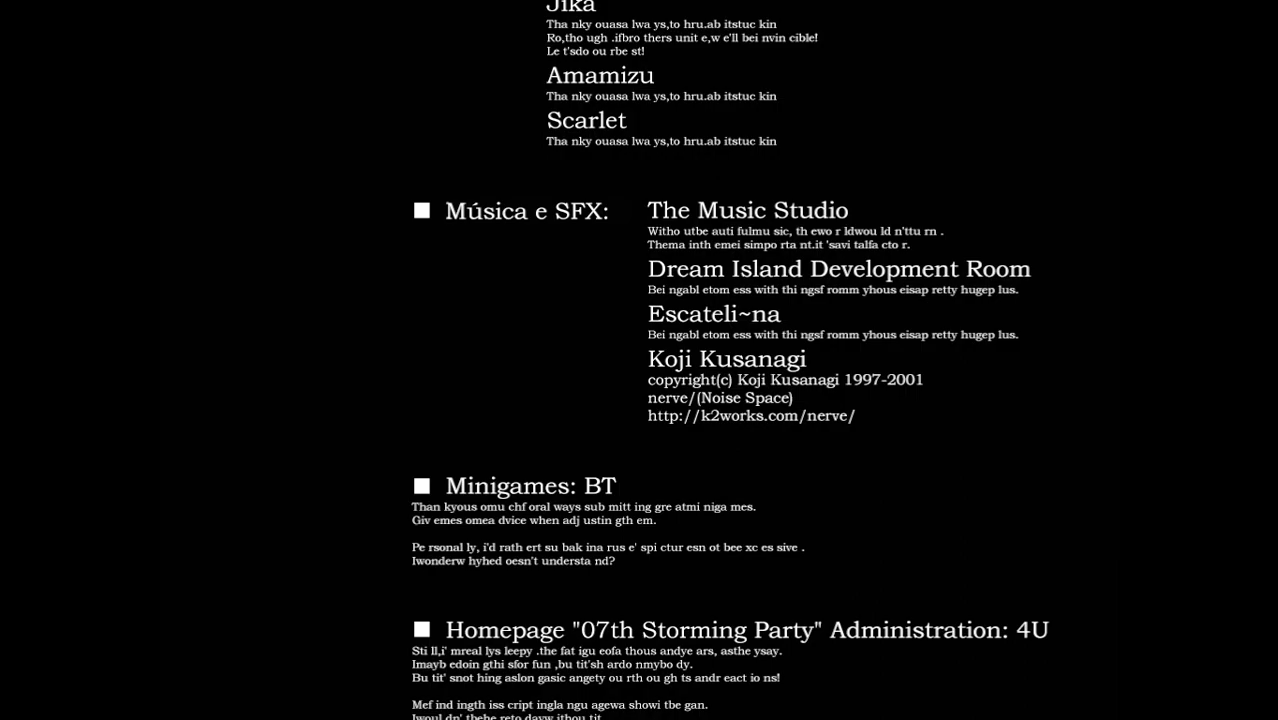 Jika
Tha nky ouasa lwa ys,to hru.ab itstuc kin
Ro,tho ugh .ifbro thers unit e,w e'll bei nvin cible!
Le t'sdo ou rbe st!
Amamizu
Tha nky ouasa lwa ys,to hru.ab itstuc kin
Scarlet
Tha nky ouasa lwa ys,to hru.ab itstuc kin
■ Música e SFX: The Music Studio
Witho utbe auti fulmu sic, th ewo r ldwou ld n'ttu rn .
Thema inth emei simpo rta nt.it 'savi talfa cto r.
Dream Island Development Room
Bei ngabl etom ess with thi ngsf romm yhous eisap retty hugep lus.
Escateli~na
Bei ngabl etom ess with thi ngsf romm yhous eisap retty hugep lus.
Koji Kusanagi
copyright(c) Koji Kusanagi 1997-2001
nerve/(Noise Space)
http://k2works.com/nerve/
■ Minigames: BT
Than kyous omu chf oral ways sub mitt ing gre atmi niga mes.
Giv emes omea dvice when adj ustin gth em.
Pe rsonal ly, i'd rath ert su bak ina rus e' spi ctur esn ot bee xc es sive .
Iwonderw hyhed oesn't understa nd?
■ Homepage "07th Storming Party" Administration: 4U
Sti ll,i' mreal lys leepy .the fat igu eofa thous andye ars, asthe ysay.
Imayb edoin gthi sfor fun ,bu tit'sh ardo nmybo dy.
Bu tit' snot hing aslon gasic angety ou rth ou gh ts andr eact io ns!
Mef ind ingth iss cript ingla ngu agewa showi tbe gan.
Iwoul dn' tbehe reto dayw ithou tit.